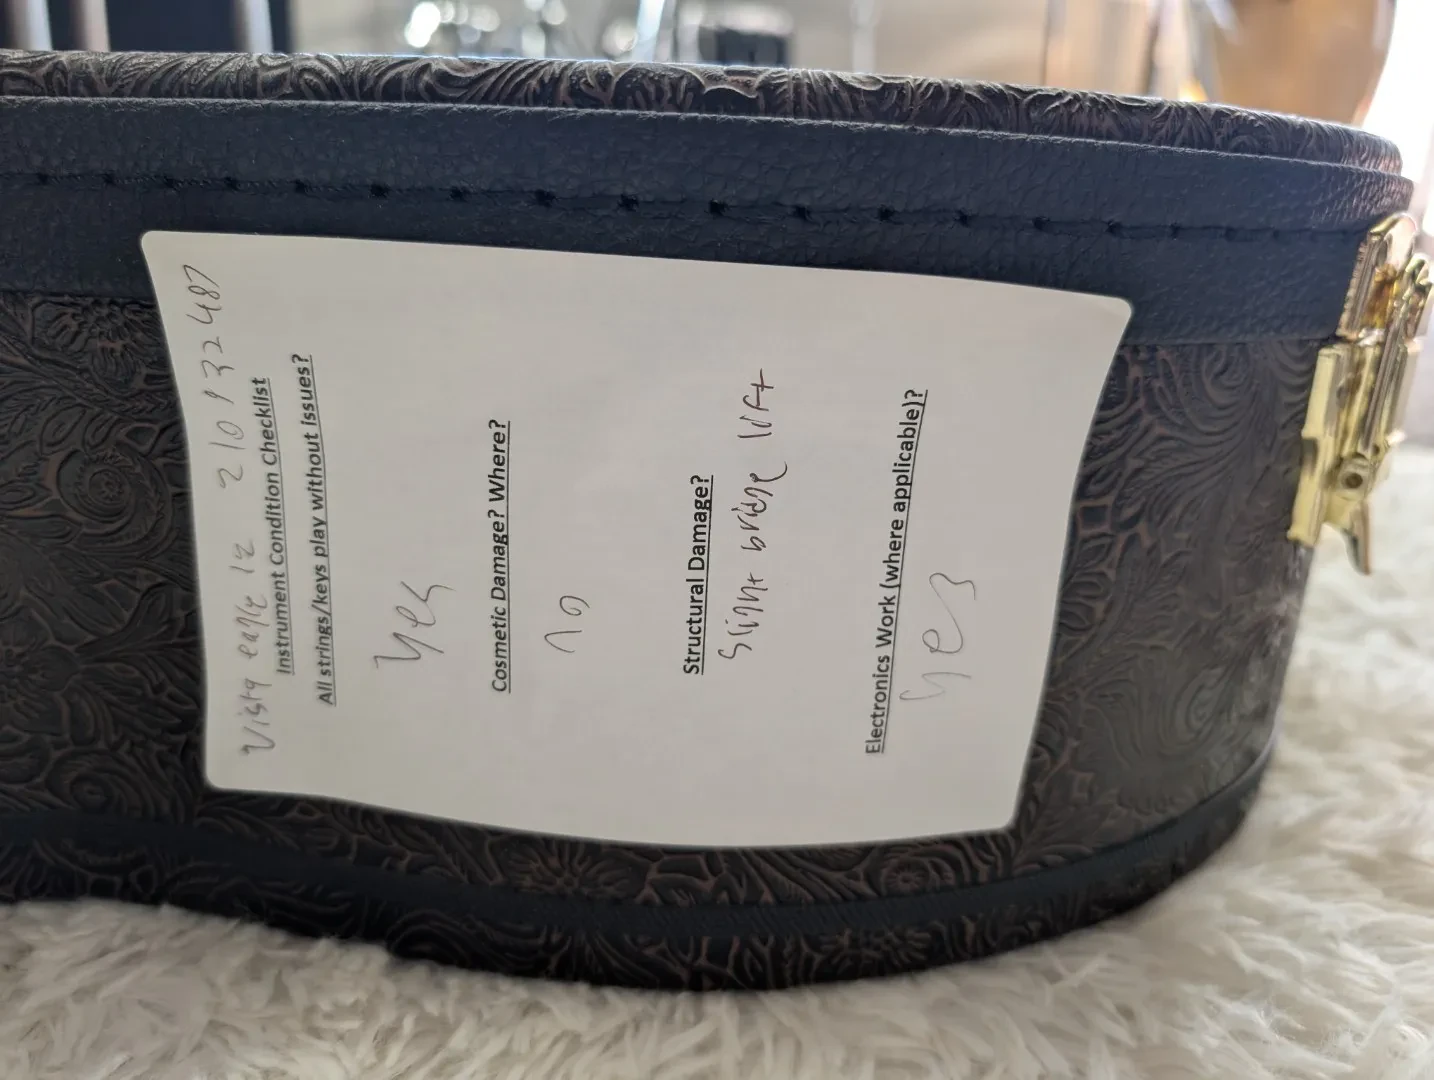 Vista eagle 12 210132487
Instrument Condition Checklist
All strings/keys play without issues?
Yes
Cosmetic Damage? Where?
no
Structural Damage?
Slight bridge lift
Electronics Work (where applicable)?
yes